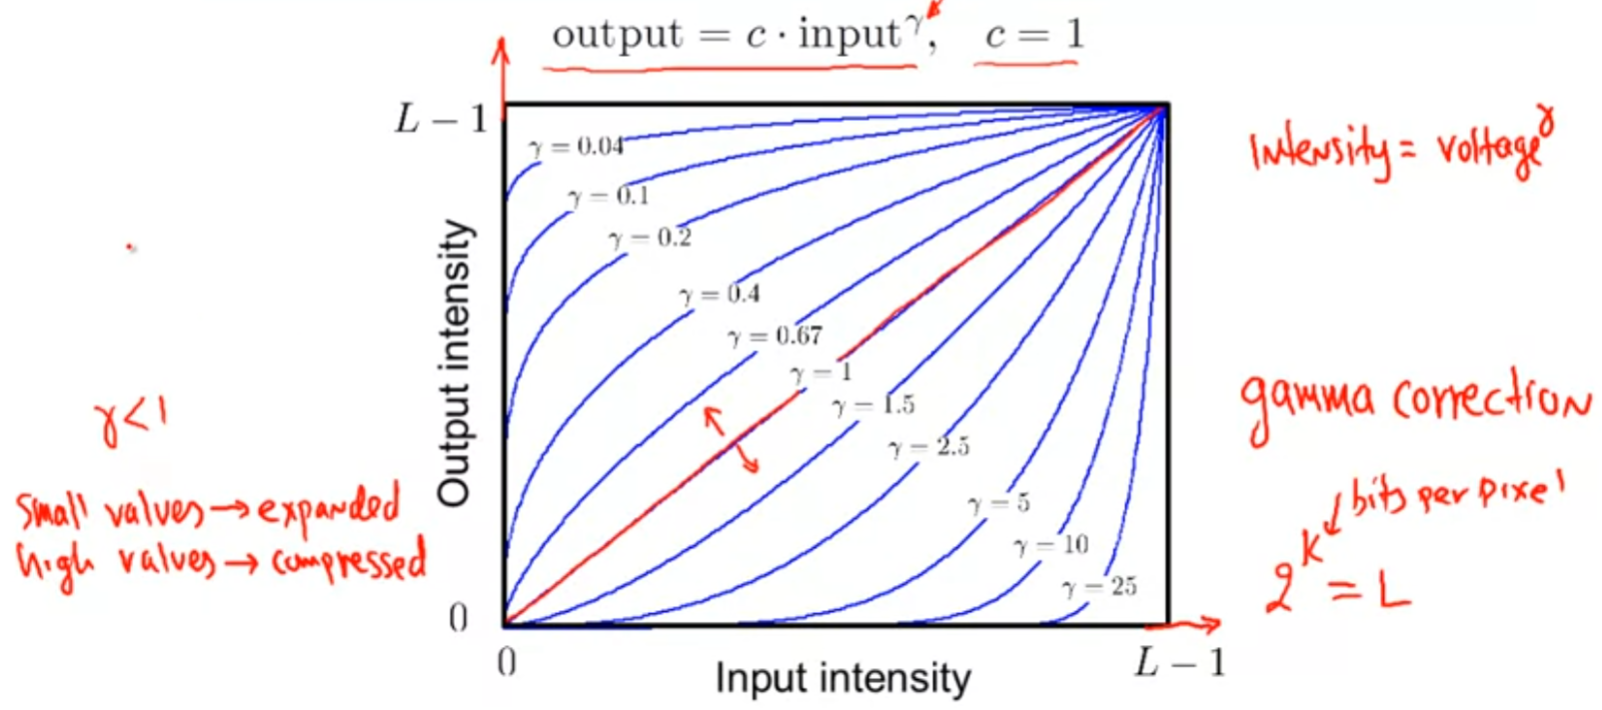 output = c · input^γ, c = 1
L − 1
γ = 0.04
γ = 0.1
γ = 0.2
γ = 0.4
γ = 0.67
γ = 1
γ = 1.5
γ = 2.5
γ = 5
γ = 10
γ = 25
Output intensity
0
0
Input intensity
L − 1
γ<1
small values → expanded
high values → compressed
Intensity = voltage^γ
gamma correction
bits per pixel
2^K = L